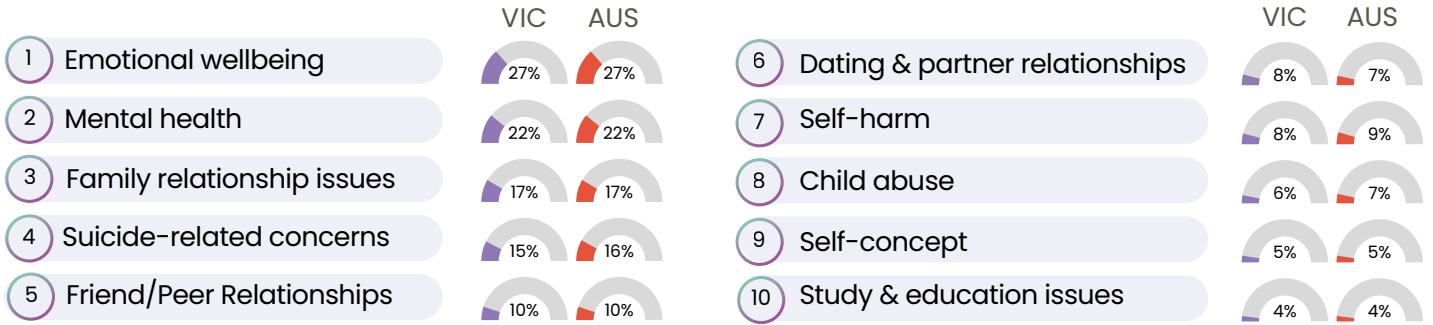 VIC AUS
1 Emotional wellbeing 27% 27%
2 Mental health 22% 22%
3 Family relationship issues 17% 17%
4 Suicide-related concerns 15% 16%
5 Friend/Peer Relationships 10% 10%
VIC AUS
6 Dating & partner relationships 8% 7%
7 Self-harm 8% 9%
8 Child abuse 6% 7%
9 Self-concept 5% 5%
10 Study & education issues 4% 4%